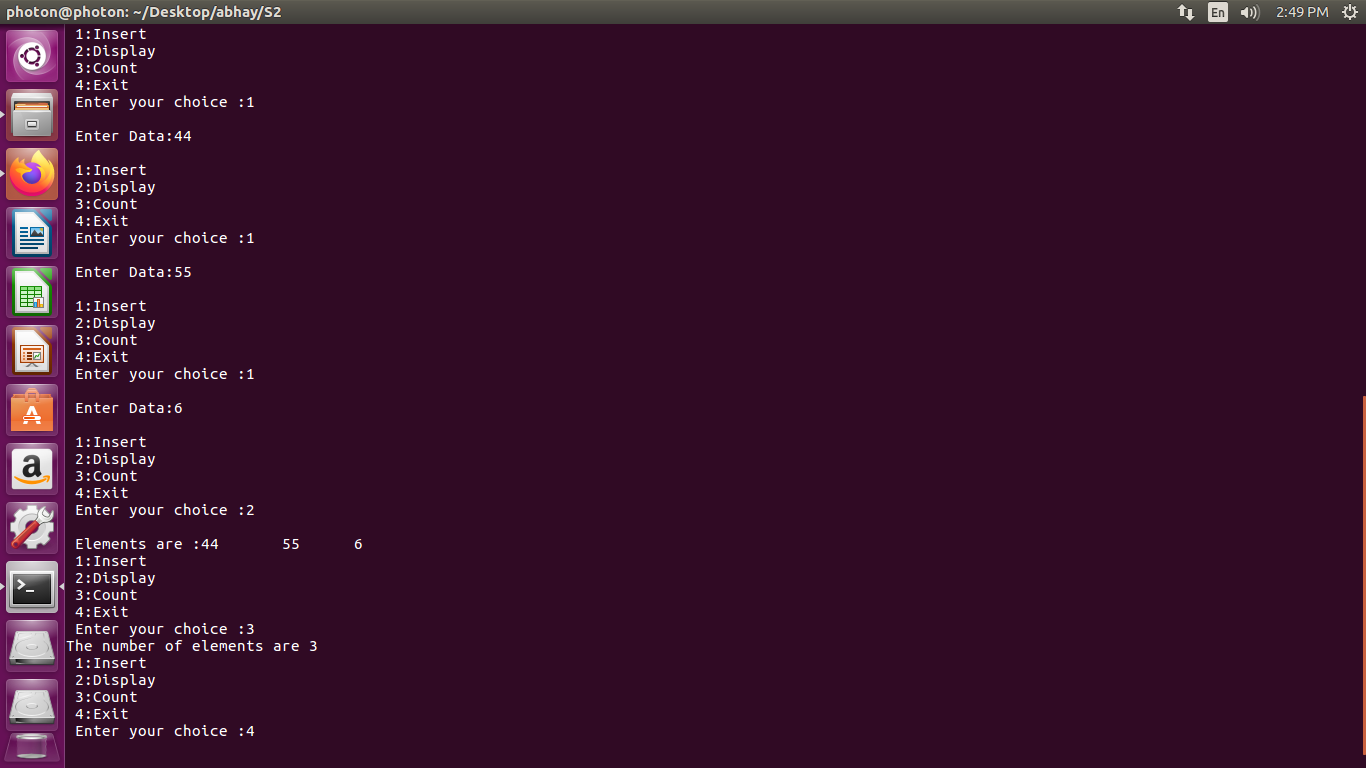 photon@photon: ~/Desktop/abhay/S2
En
2:49 PM
1:Insert
2:Display
3:Count
4:Exit
Enter your choice :1
Enter Data:44
1:Insert
2:Display
3:Count
4:Exit
Enter your choice :1
Enter Data:55
1:Insert
2:Display
3:Count
4:Exit
Enter your choice :1
Enter Data:6
1:Insert
2:Display
3:Count
4:Exit
Enter your choice :2
Elements are :44 55 6
1:Insert
2:Display
3:Count
4:Exit
Enter your choice :3
The number of elements are 3
1:Insert
2:Display
3:Count
4:Exit
Enter your choice :4